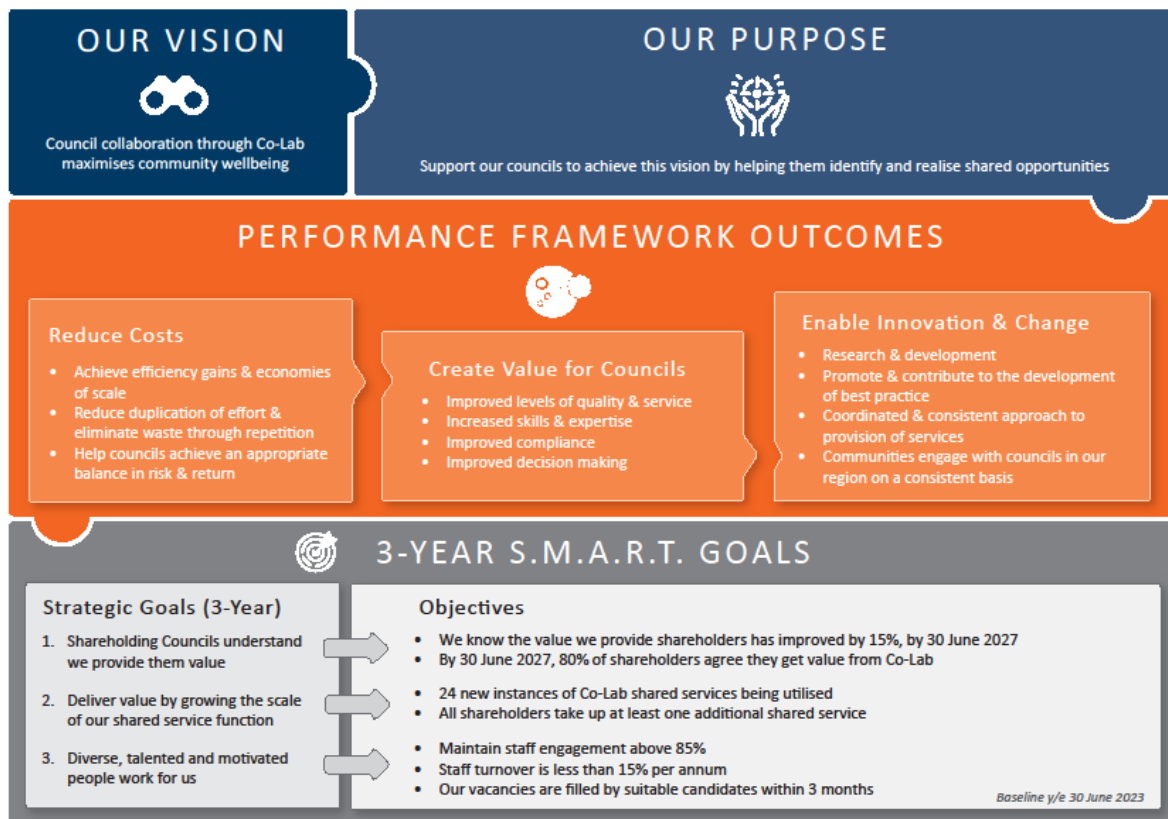 OUR VISION
Council collaboration through Co-Lab
maximises community wellbeing
OUR PURPOSE
Support our councils to achieve this vision by helping them identify and realise shared opportunities
PERFORMANCE FRAMEWORK OUTCOMES
Reduce Costs
• Achieve efficiency gains & economies
of scale
• Reduce duplication of effort &
eliminate waste through repetition
• Help councils achieve an appropriate
balance in risk & return
Create Value for Councils
• Improved levels of quality & service
• Increased skills & expertise
• Improved compliance
• Improved decision making
Enable Innovation & Change
• Research & development
• Promote & contribute to the development
of best practice
• Coordinated & consistent approach to
provision of services
• Communities engage with councils in our
region on a consistent basis
3-YEAR S.M.A.R.T. GOALS
Strategic Goals (3-Year)
1. Shareholding Councils understand
we provide them value
2. Deliver value by growing the scale
of our shared service function
3. Diverse, talented and motivated
people work for us
Objectives
• We know the value we provide shareholders has improved by 15%, by 30 June 2027
• By 30 June 2027, 80% of shareholders agree they get value from Co-Lab
• 24 new instances of Co-Lab shared services being utilised
• All shareholders take up at least one additional shared service
• Maintain staff engagement above 85%
• Staff turnover is less than 15% per annum
• Our vacancies are filled by suitable candidates within 3 months
Baseline y/e 30 June 2023